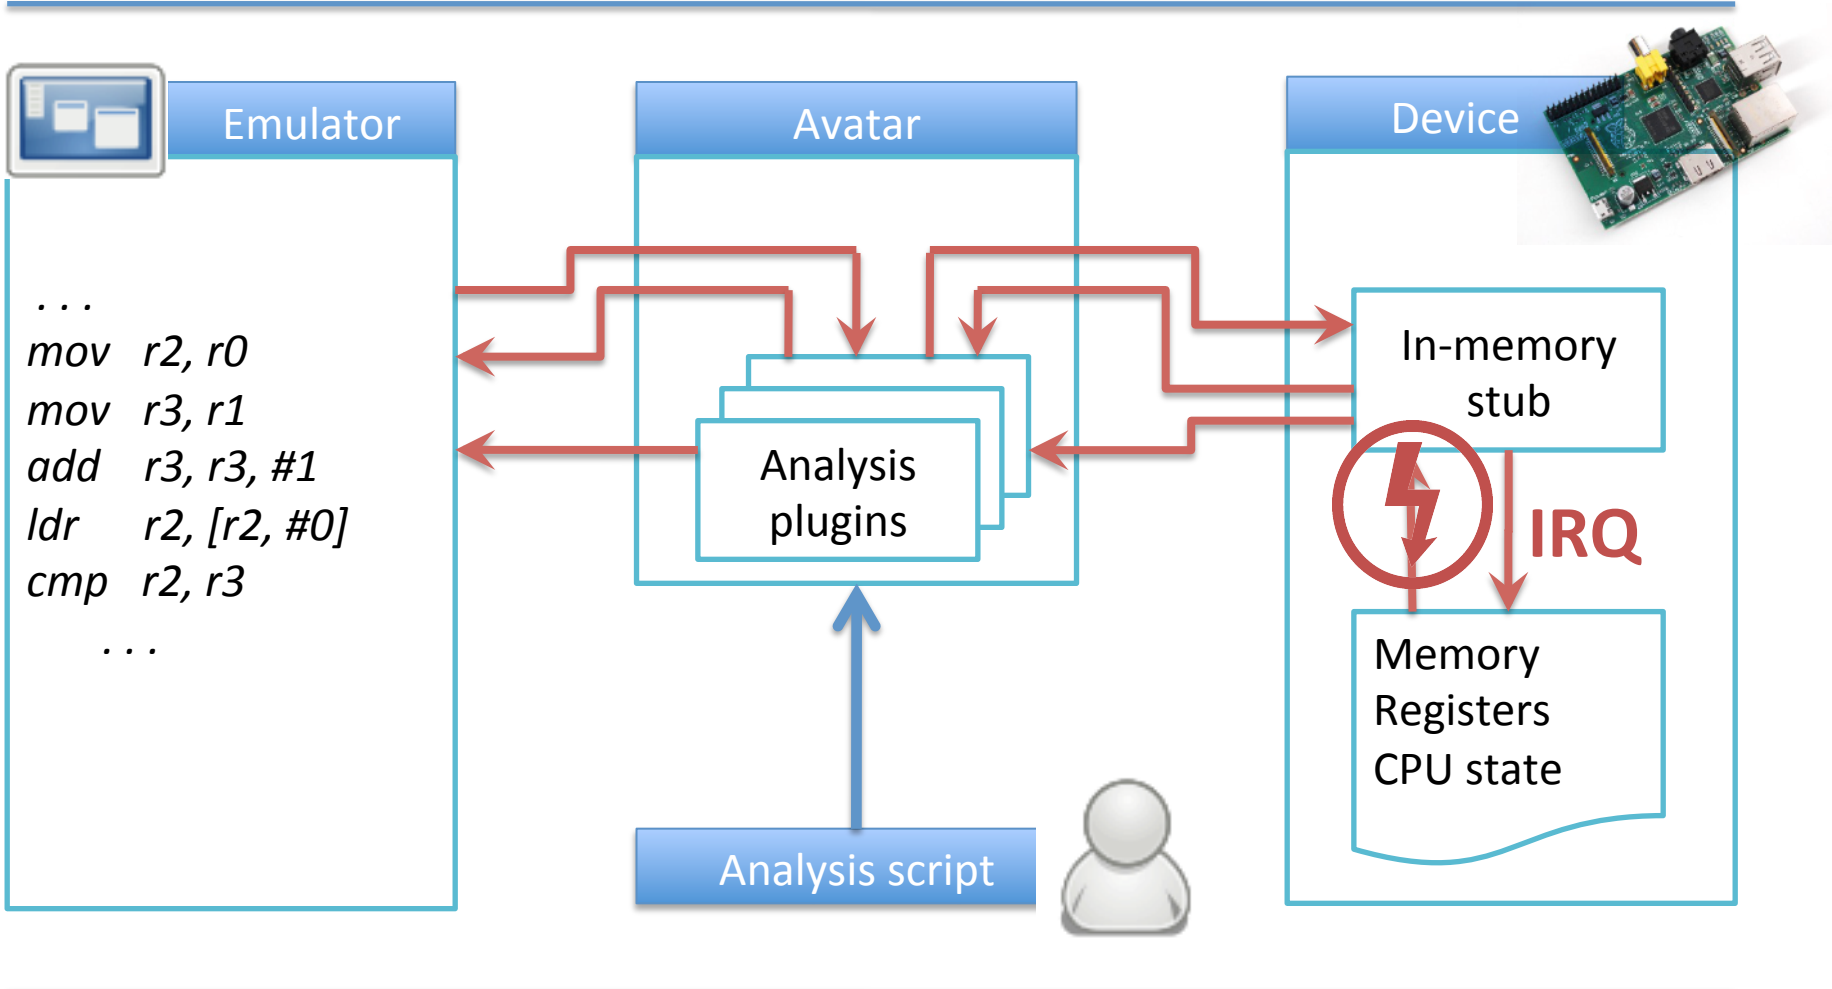 Emulator
Avatar
Device
. . .
mov r2, r0
mov r3, r1
add r3, r3, #1
ldr r2, [r2, #0]
cmp r2, r3
. . .
Analysis
plugins
In-memory
stub
IRQ
Memory
Registers
CPU state
Analysis script